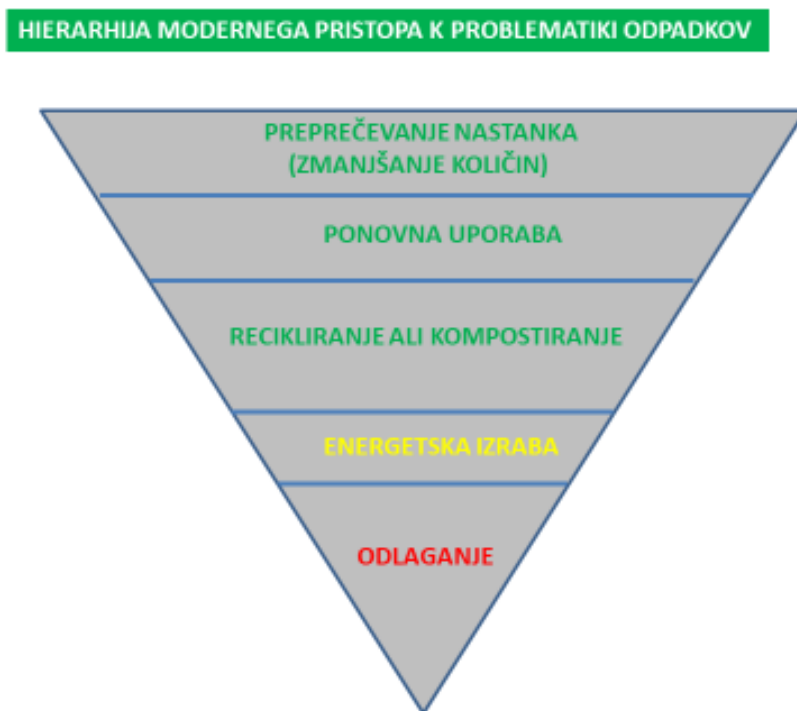 HIERARHIJA MODERNEGA PRISTOPA K PROBLEMATIKI ODPADKOV
PREPREČEVANJE NASTANKA
(ZMANJŠANJE KOLIČIN)
PONOVNA UPORABA
RECIKLIRANJE ALI KOMPOSTIRANJE
ENERGETSKA IZRABA
ODLAGANJE